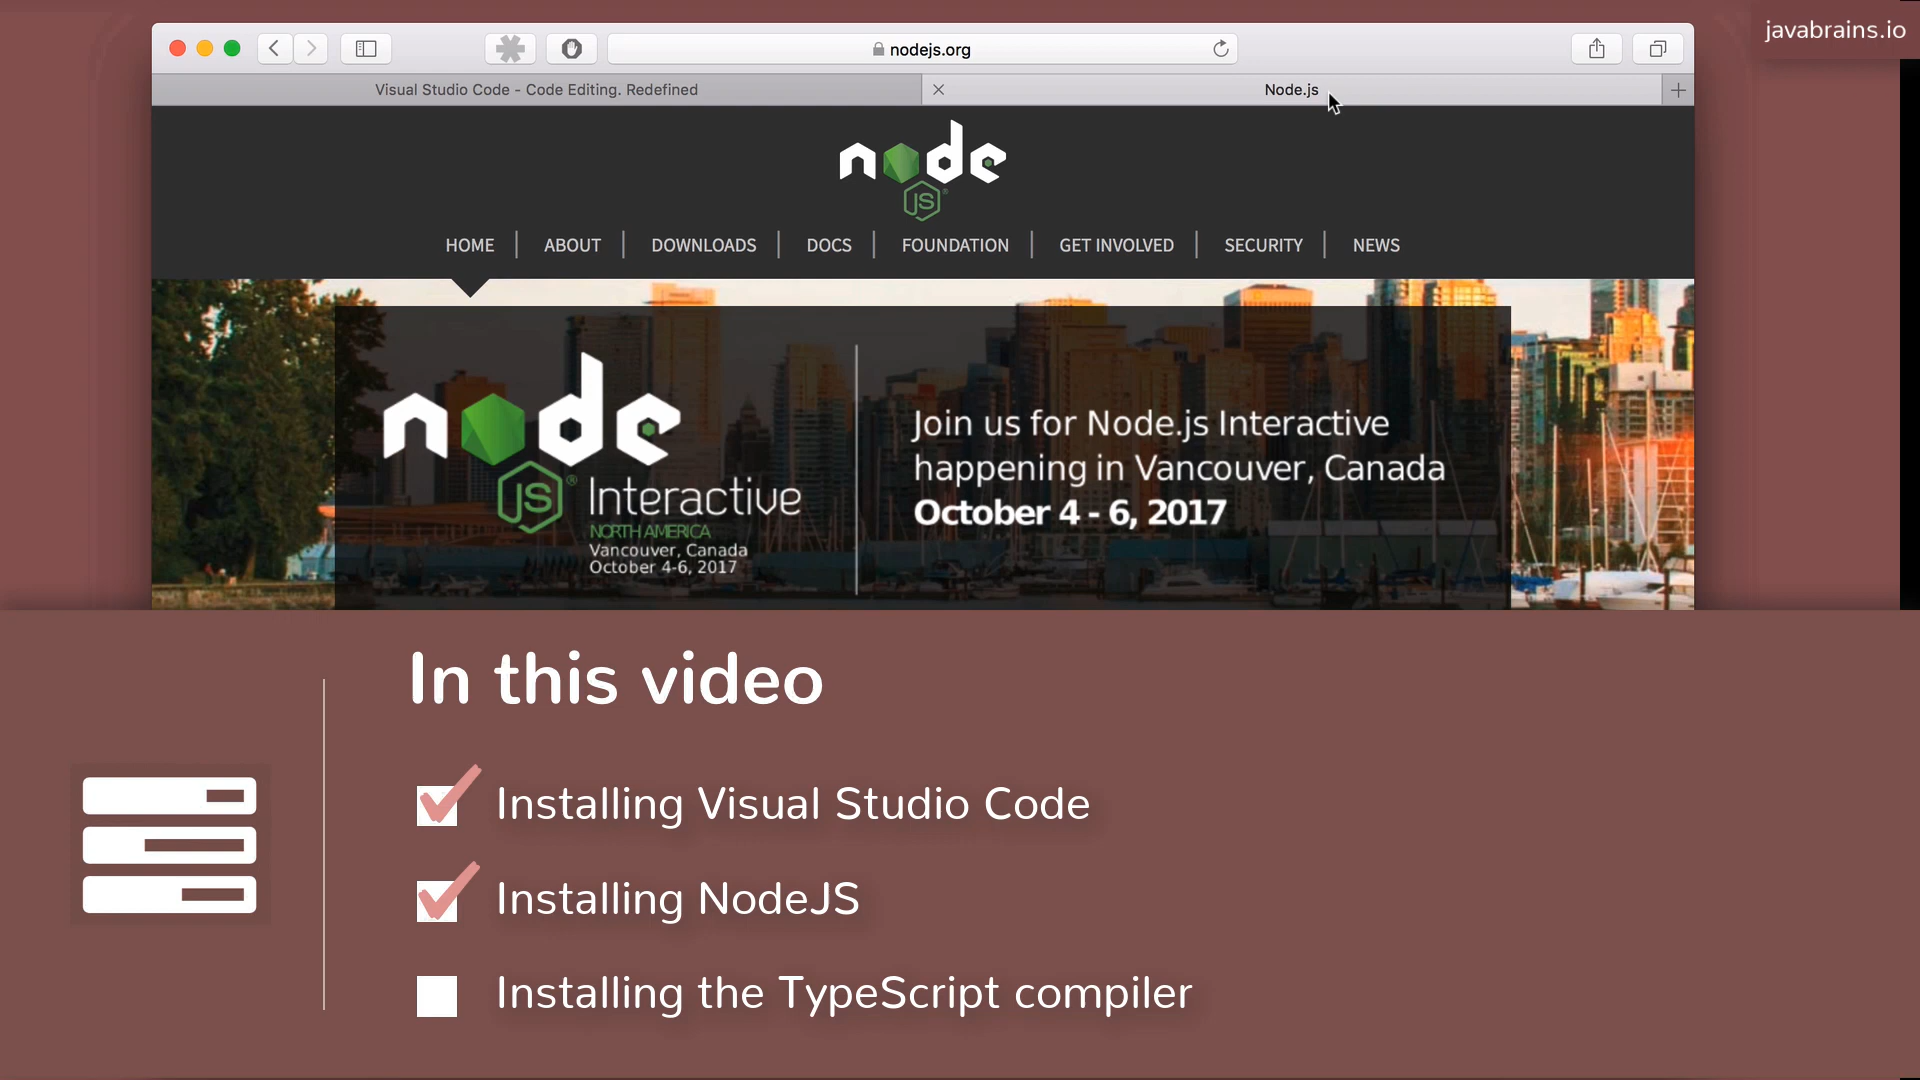 javabrains.io
nodejs.org
Visual Studio Code - Code Editing. Redefined
Node.js
node
JS
HOME
ABOUT
DOWNLOADS
DOCS
FOUNDATION
GET INVOLVED
SECURITY
NEWS
node
JS® Interactive
NORTH AMERICA
Vancouver, Canada
October 4-6, 2017
Join us for Node.js Interactive
happening in Vancouver, Canada
October 4 - 6, 2017
In this video
Installing Visual Studio Code
Installing NodeJS
Installing the TypeScript compiler